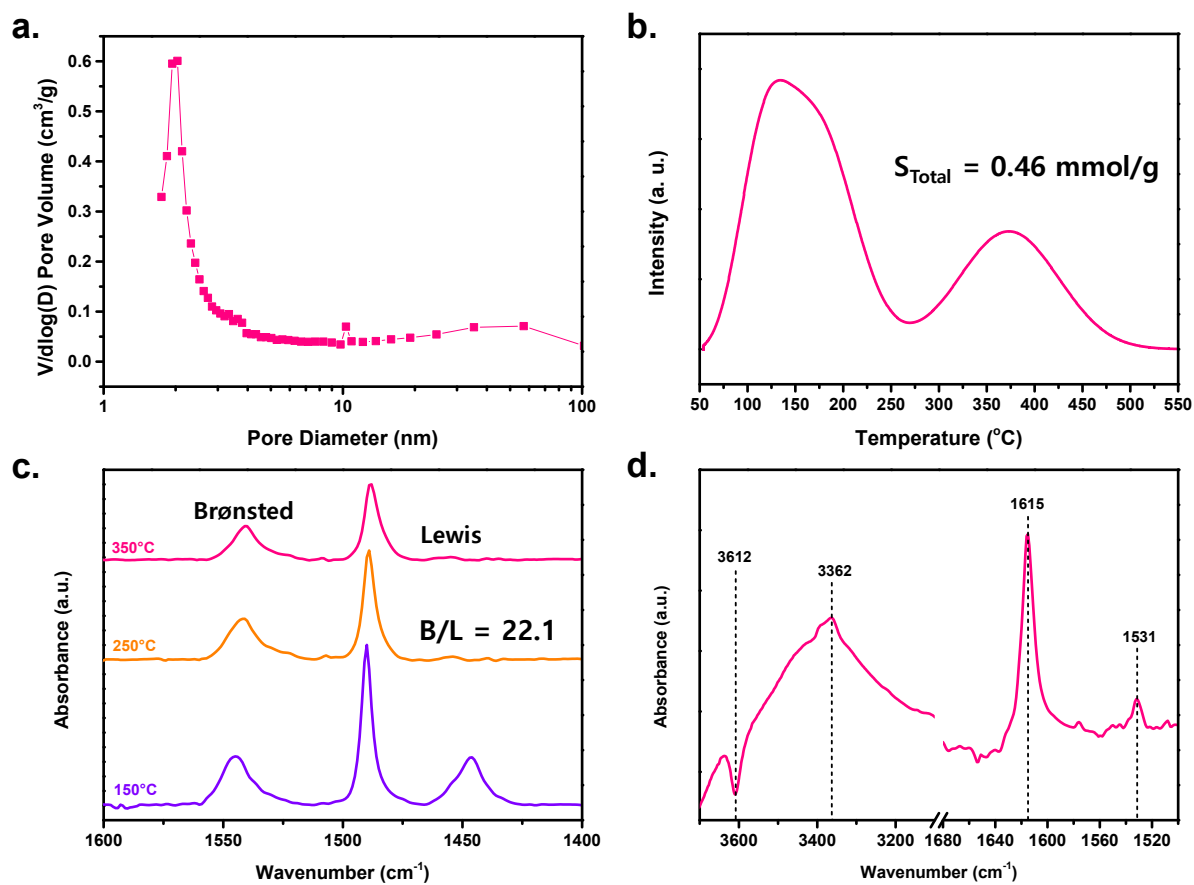 a.
V/dlog(D) Pore Volume (cm³/g)
0.6
0.5
0.4
0.3
0.2
0.1
0.0
1
10
100
Pore Diameter (nm)
b.
Intensity (a. u.)
S_Total = 0.46 mmol/g
50 100 150 200 250 300 350 400 450 500 550
Temperature (°C)
c.
Absorbance (a.u.)
Brønsted
Lewis
350°C
250°C
B/L = 22.1
150°C
1600 1550 1500 1450 1400
Wavenumber (cm⁻¹)
d.
Absorbance (a.u.)
3612
3362
1615
1531
3600 3400 3200 1680 1640 1600 1560 1520
Wavenumber (cm⁻¹)